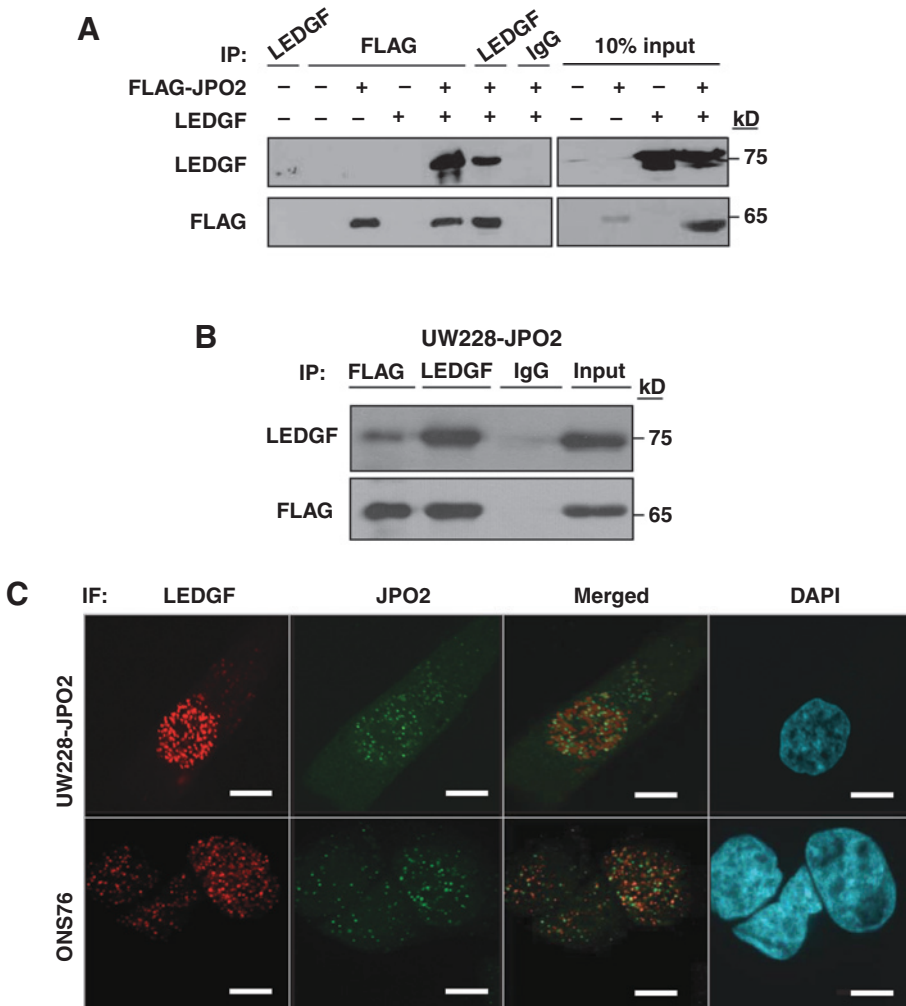 A
IP: LEDGF FLAG LEDGF IgG 10% input
FLAG-JPO2 – – + – + + + – + – +
LEDGF – – – + + + + – – + + kD
LEDGF 75
FLAG 65
B
UW228-JPO2
IP: FLAG LEDGF IgG Input kD
LEDGF 75
FLAG 65
C
IF: LEDGF JPO2 Merged DAPI
UW228-JPO2
ONS76